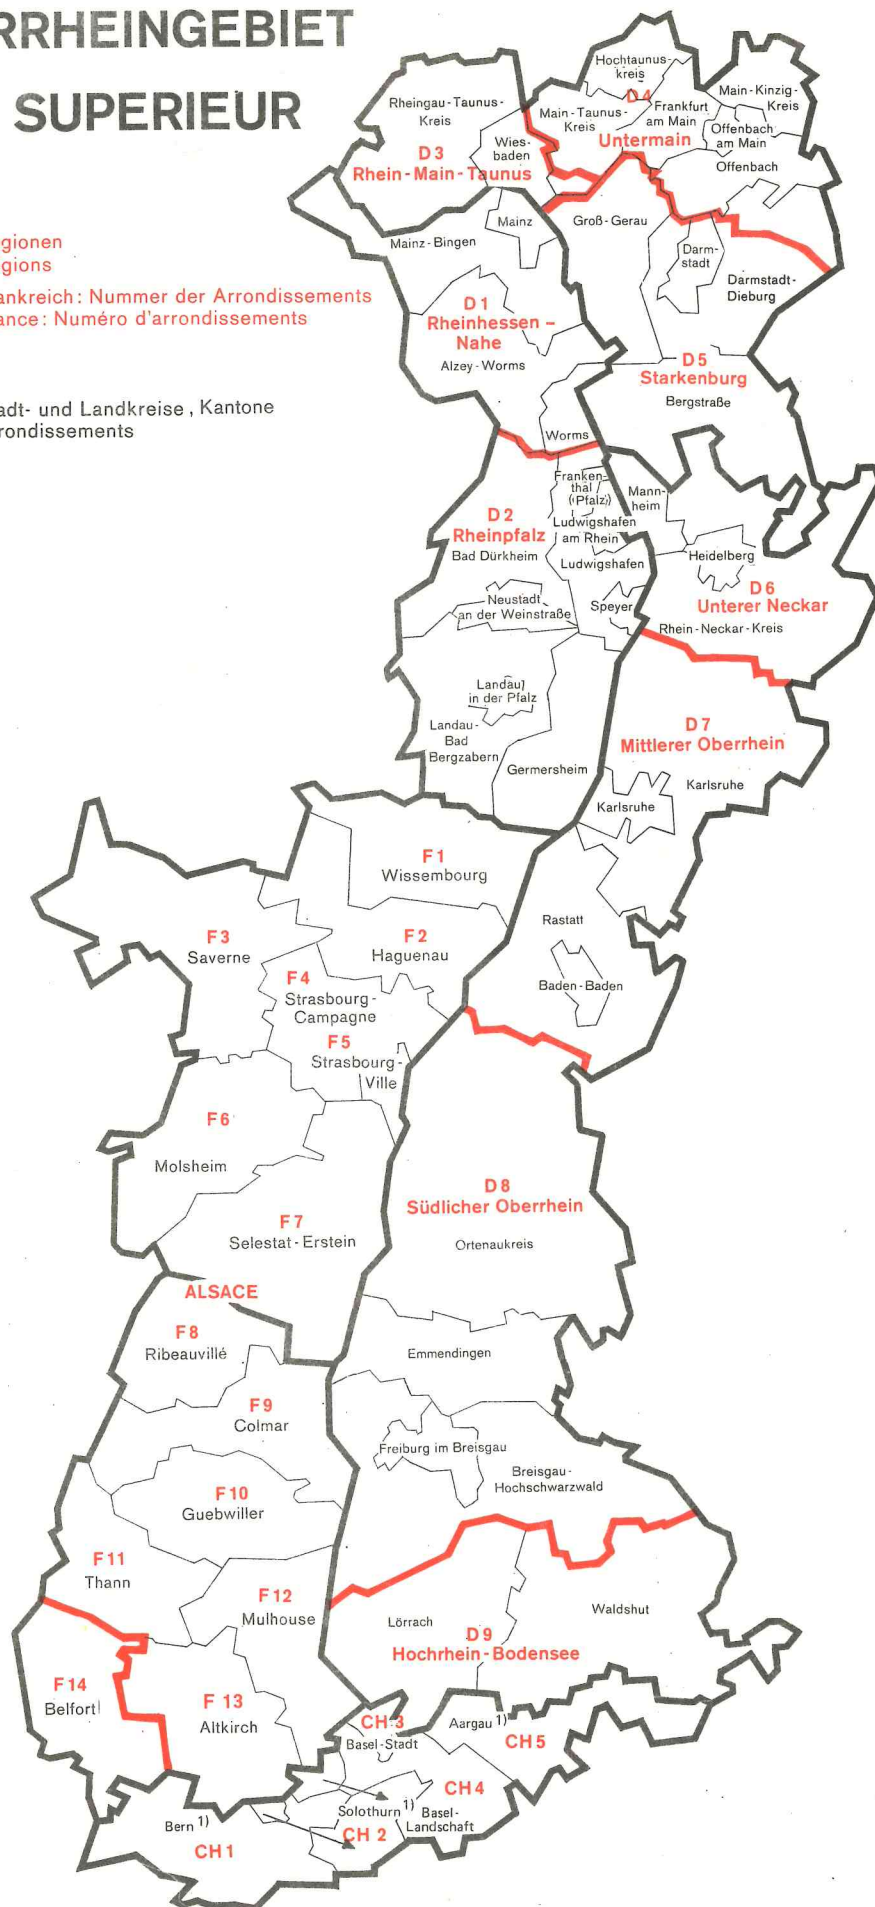 RRHEINGEBIET
SUPERIEUR
gionen
gions
ankreich: Nummer der Arrondissements
ance: Numéro d'arrondissements
adt- und Landkreise, Kantone
rondissements
Hochtaunus-
kreis
D4
Main-Taunus-
Kreis
Frankfurt
am Main
Untermain
Main-Kinzig-
Kreis
Offenbach
am Main
Offenbach
Rheingau-Taunus-
Kreis
D3
Rhein-Main-Taunus
Wies-
baden
Mainz
Mainz-Bingen
Groß-Gerau
Darm-
stadt
Darmstadt-
Dieburg
D1
Rheinhessen-
Nahe
Alzey-Worms
D5
Starkenburg
Bergstraße
Worms
Franken-
thal
(Pfalz)
Ludwigshafen
am Rhein
Ludwigshafen
Mann-
heim
D2
Rheinpfalz
Bad Dürkheim
Heidelberg
D6
Unterer Neckar
Rhein-Neckar-Kreis
Neustadt
an der Weinstraße
Speyer
Landau
in der Pfalz
Landau-
Bad
Bergzabern
Germersheim
D7
Mittlerer Oberrhein
Karlsruhe
Karlsruhe
F1
Wissembourg
F2
Haguenau
F3
Saverne
F4
Strasbourg-
Campagne
F5
Strasbourg-
Ville
Rastatt
Baden-Baden
F6
Molsheim
F7
Selestat-Erstein
D8
Südlicher Oberrhein
Ortenaukreis
ALSACE
F8
Ribeauvillé
Emmendingen
F9
Colmar
Freiburg im Breisgau
Breisgau-
Hochschwarzwald
F10
Guebwiller
F11
Thann
F12
Mulhouse
Lörrach
Waldshut
D9
Hochrhein-Bodensee
F14
Belfort
F 13
Altkirch
CH 3
Basel-Stadt
Aargau 1)
CH5
CH4
Basel-
Landschaft
Solothurn 1)
CH 2
Bern 1)
CH1